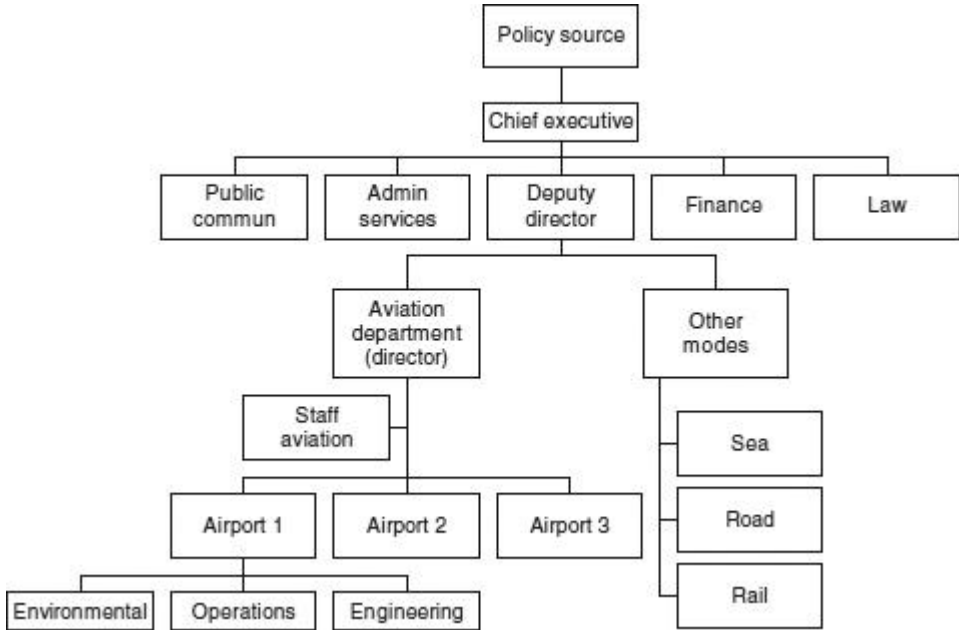 Policy source
Chief executive
Public
commun
Admin
services
Deputy
director
Finance
Law
Aviation
department
(director)
Other
modes
Staff
aviation
Sea
Airport 1
Airport 2
Airport 3
Road
Environmental
Operations
Engineering
Rail